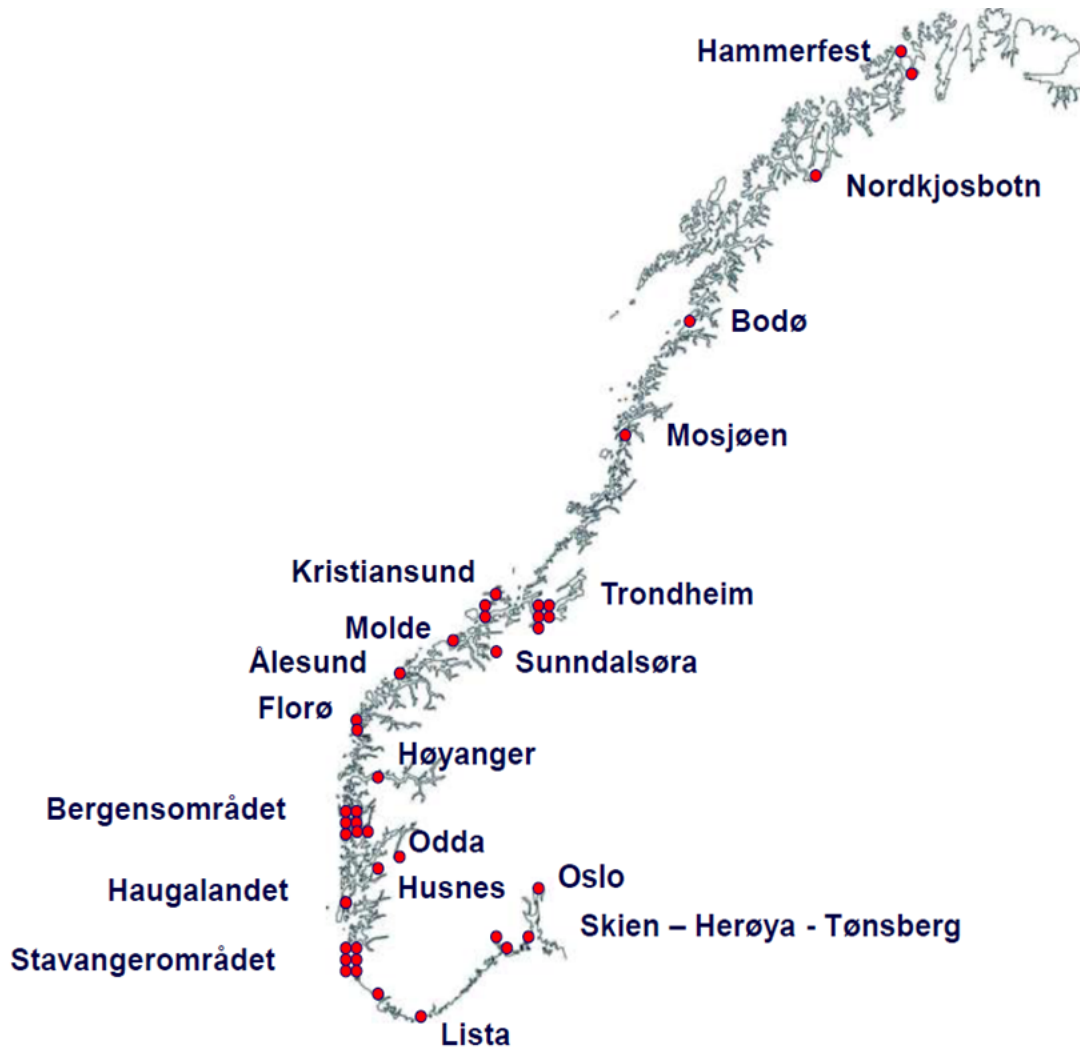 Hammerfest
Nordkjosbotn
Bodø
Mosjøen
Kristiansund
Trondheim
Molde
Sunndalsøra
Ålesund
Florø
Høyanger
Bergensområdet
Odda
Husnes
Oslo
Haugalandet
Skien – Herøya - Tønsberg
Stavangerområdet
Lista